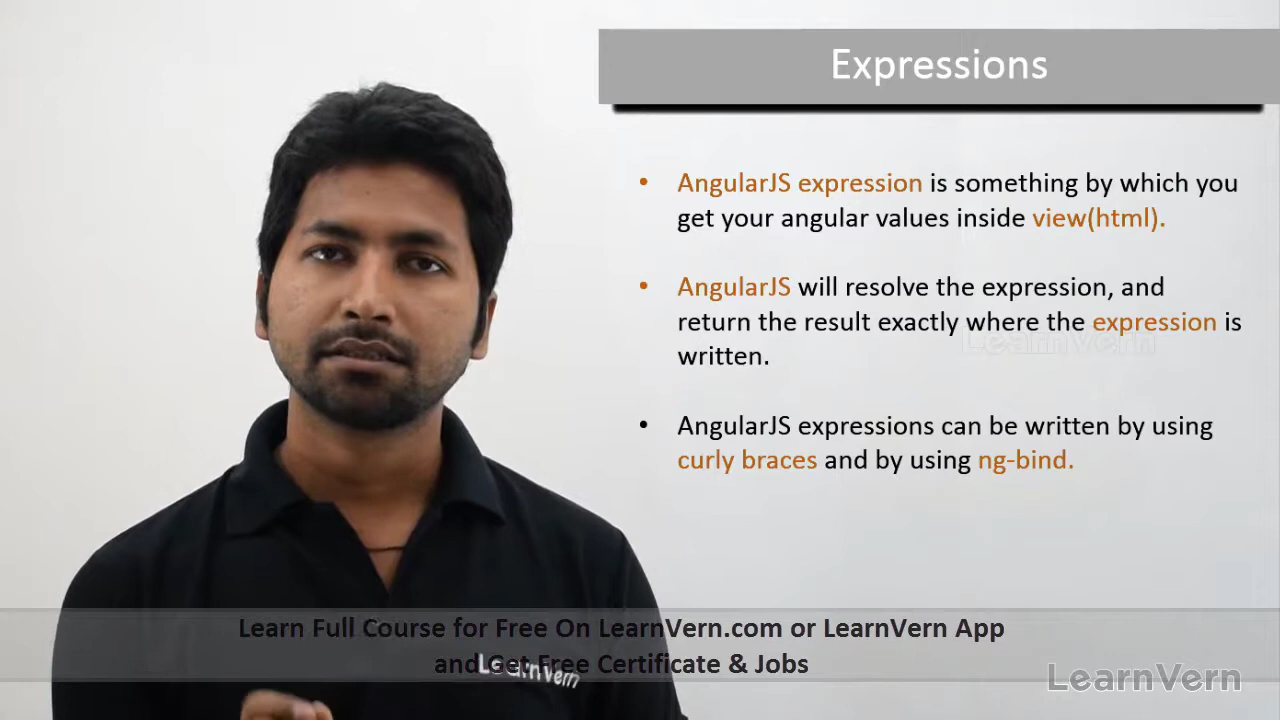 Expressions
• AngularJS expression is something by which you
get your angular values inside view(html).
• AngularJS will resolve the expression, and
return the result exactly where the expression is
written.
LearnVern
• AngularJS expressions can be written by using
curly braces and by using ng-bind.
Learn Full Course for Free On LearnVern.com or LearnVern App
and Get Free Certificate & Jobs
LearnVern
LearnVern